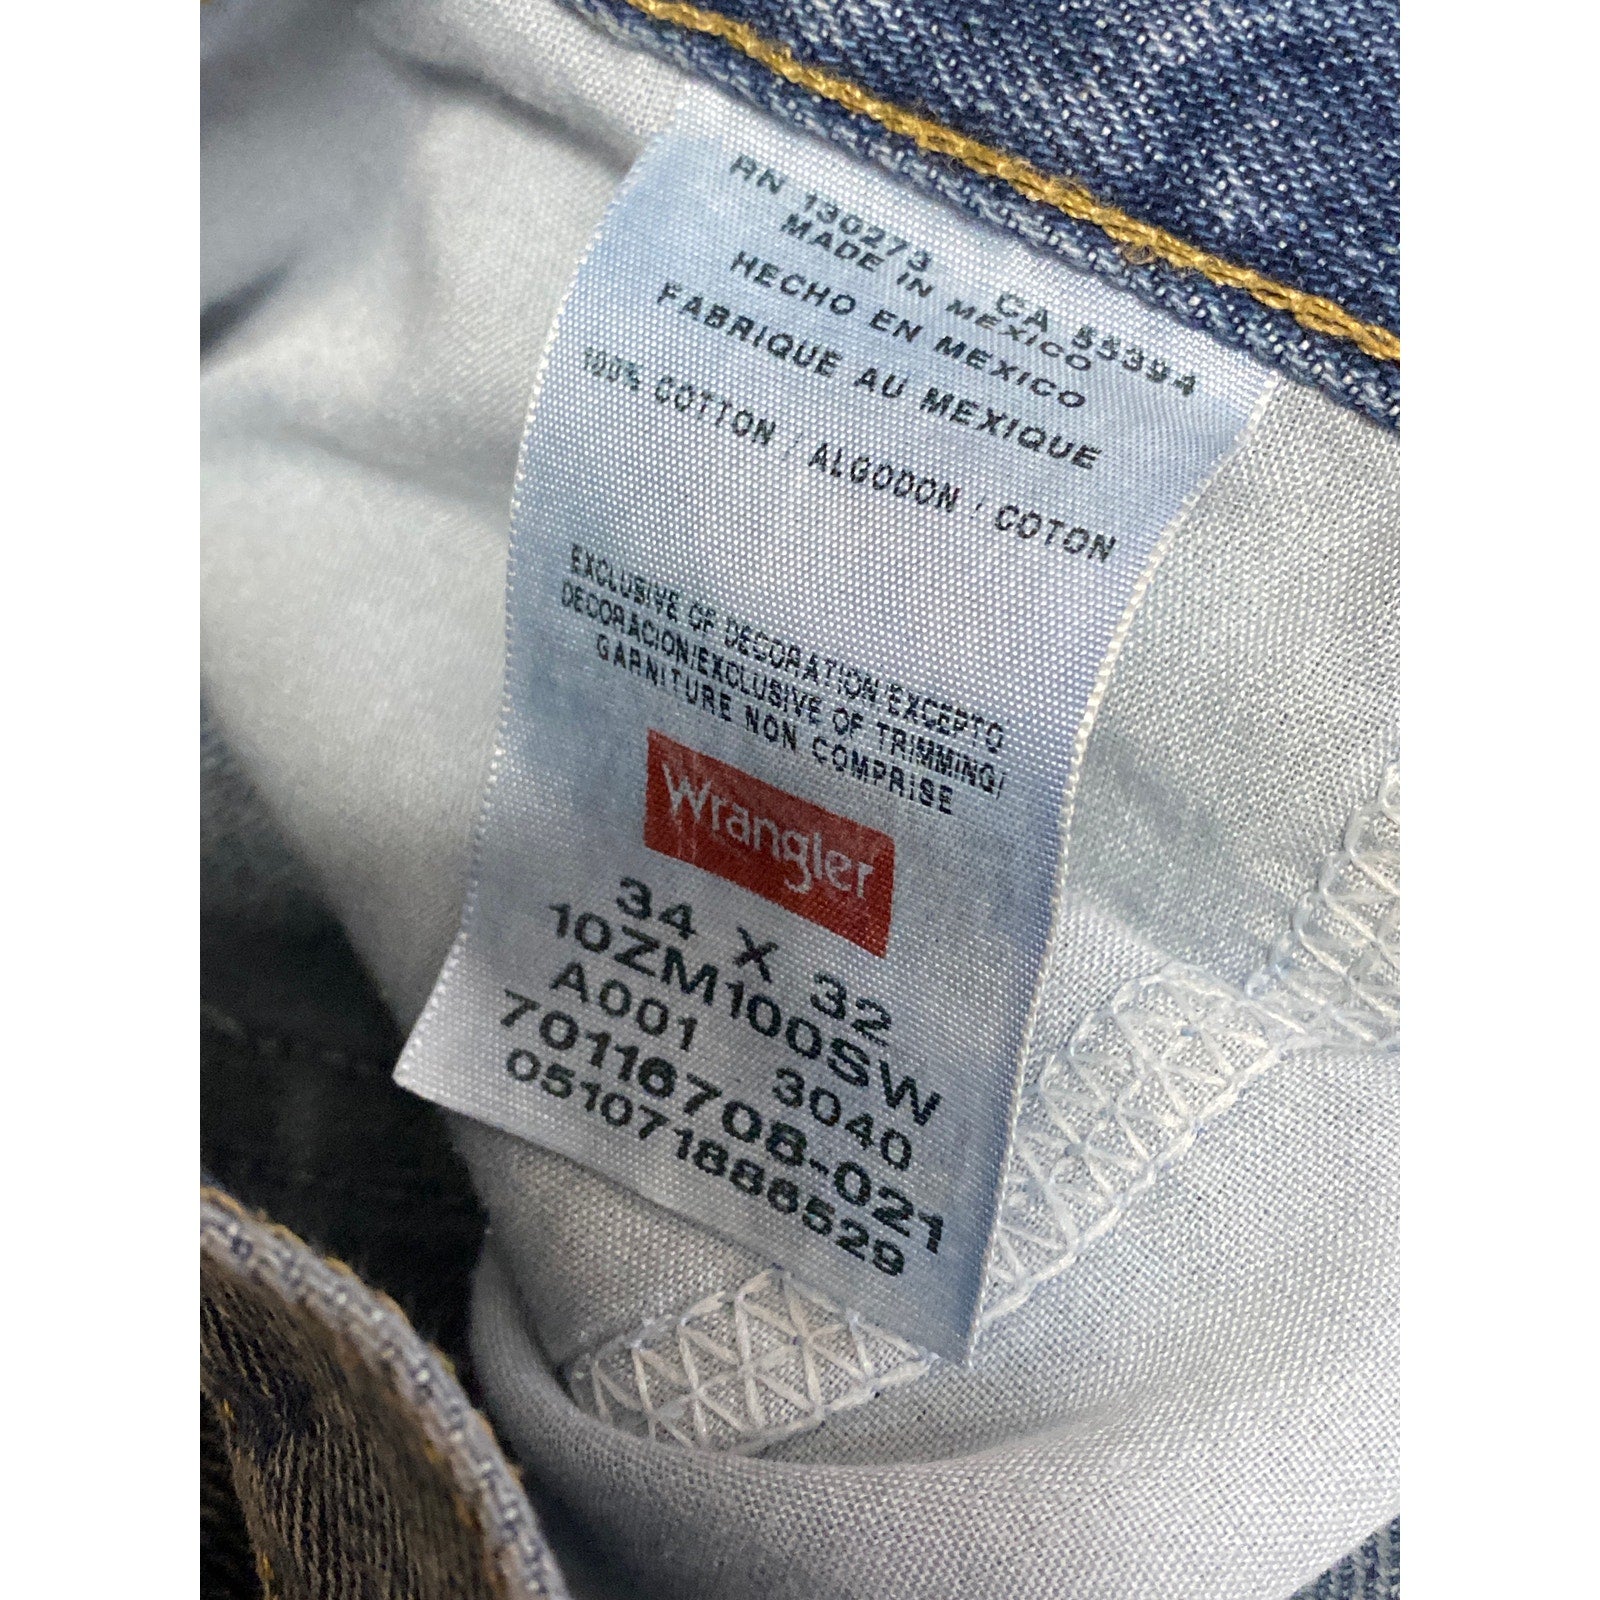 RN 130273 CA 55394
MADE IN MEXICO
HECHO EN MEXICO
FABRIQUE AU MEXIQUE
100% COTTON / ALGODON / COTON
EXCLUSIVE OF DECORATION/EXCEPTO
DECORACION/EXCLUSIVE OF TRIMMING/
GARNITURE NON COMPRISE
Wrangler
34 X 32
10ZM100SW
A001 3040
70116708-021
051071886529